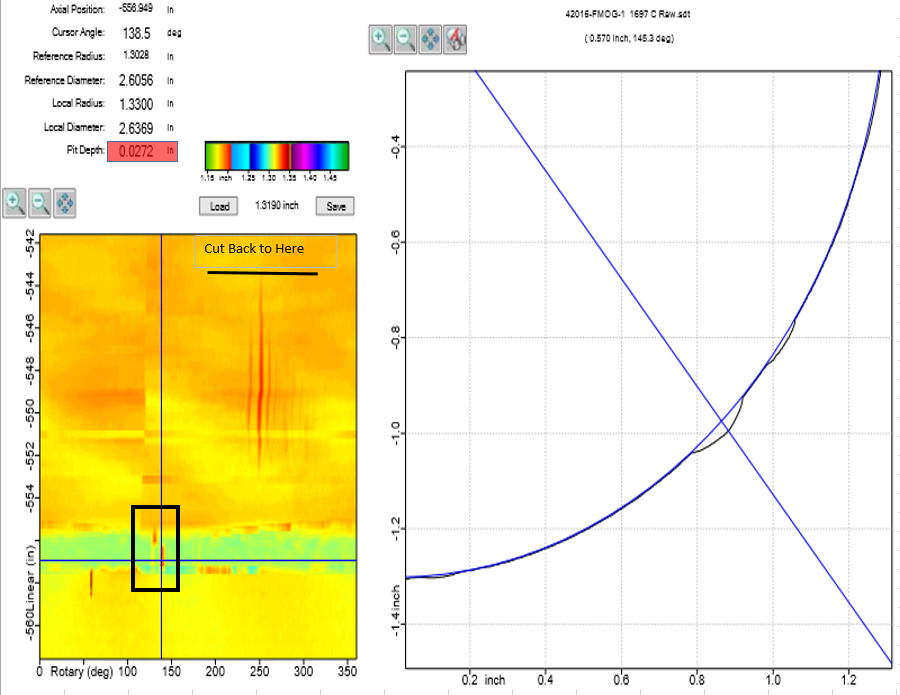 Axial Position: -556.949 in
Cursor Angle: 138.5 deg
Reference Radius: 1.3028 in
Reference Diameter: 2.6056 in
Local Radius: 1.3300 in
Local Diameter: 2.6369 in
Pit Depth: 0.0272 in
1.15 inch 1.25 1.30 1.35 1.40 1.45
Load 1.3190 inch Save
Cut Back to Here
-542
-544
-546
-548
-550
-552
-554
-560 Linear (in)
0 Rotary (deg) 100 150 200 250 300 350
42016-FMOG-1 1697 C Raw.sdt
( 0.570 Inch, 145.3 deg)
-0.4
-0.6
-0.8
-1.0
-1.2
-1.4 inch
0.2 inch 0.4 0.6 0.8 1.0 1.2